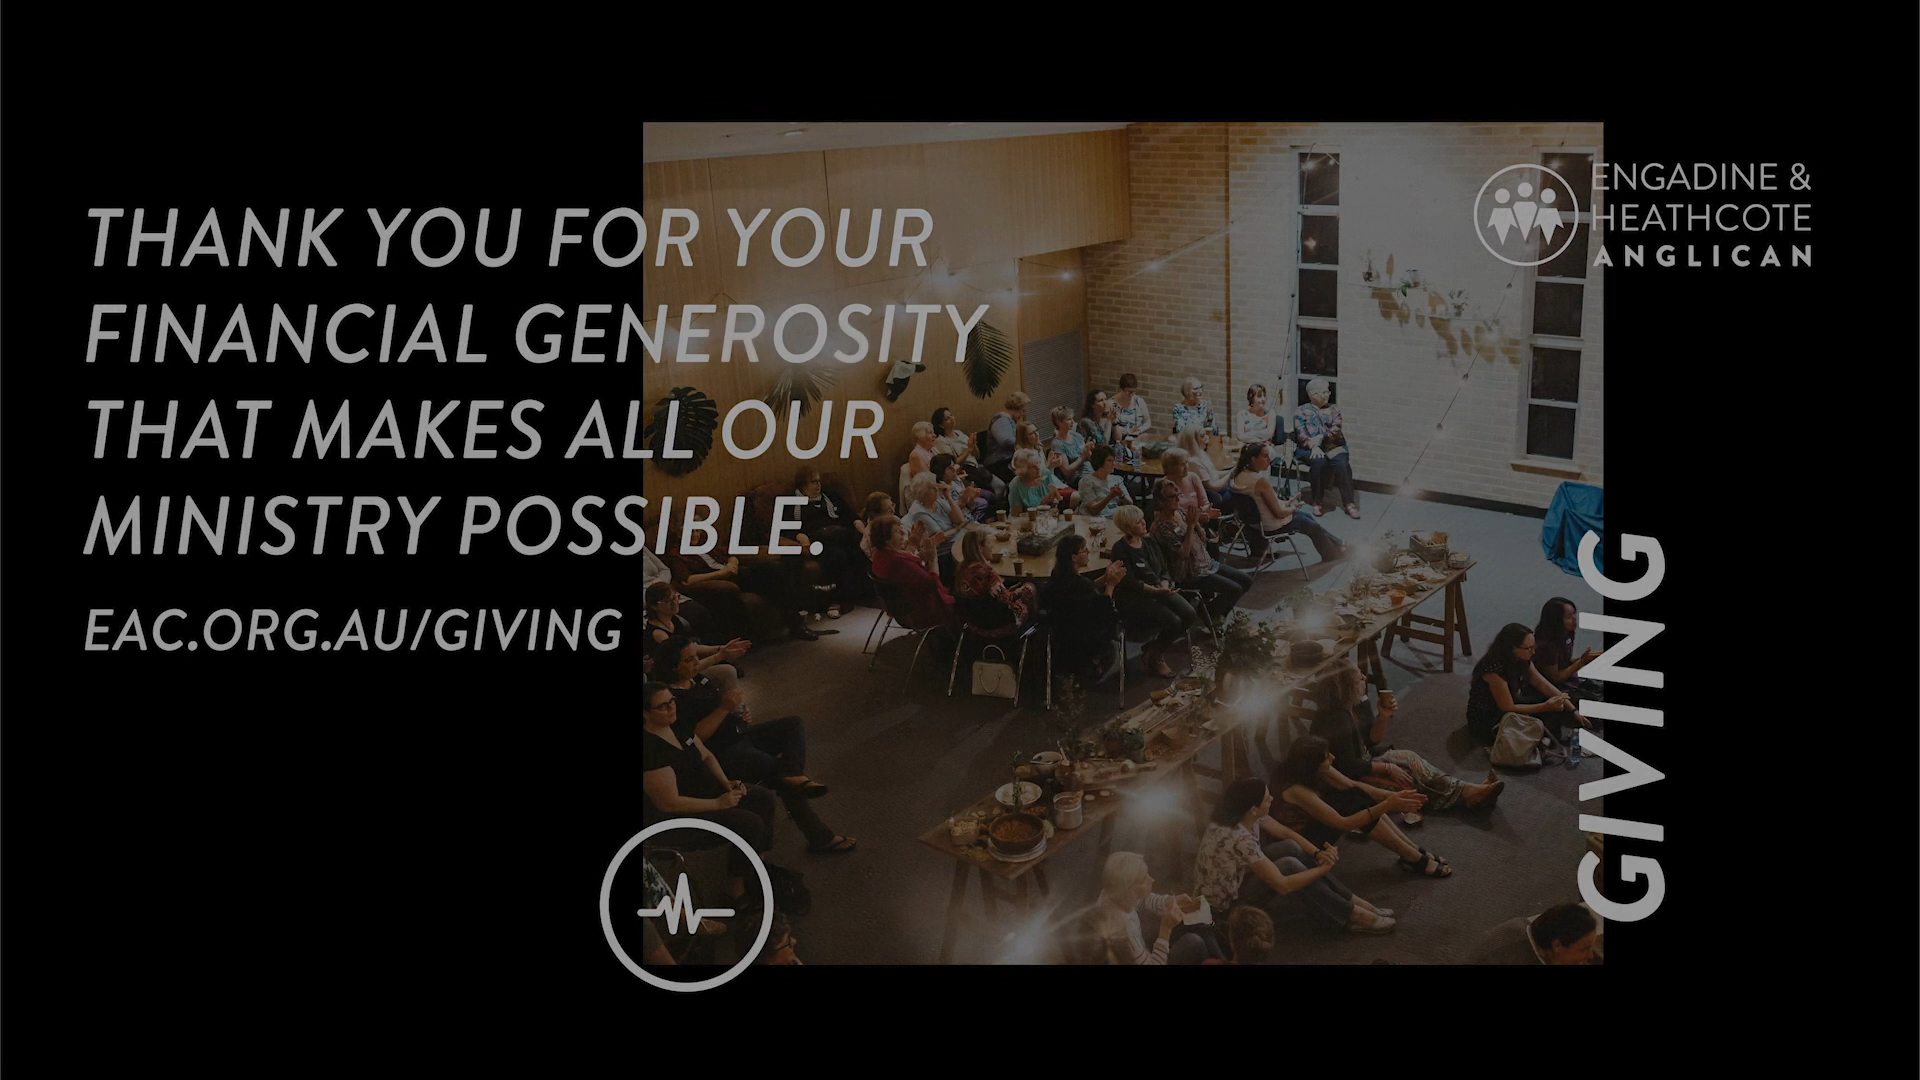 THANK YOU FOR YOUR
FINANCIAL GENEROSITY
THAT MAKES ALL OUR
MINISTRY POSSIBLE.
EAC.ORG.AU/GIVING
ENGADINE &
HEATHCOTE
ANGLICAN
GIVING